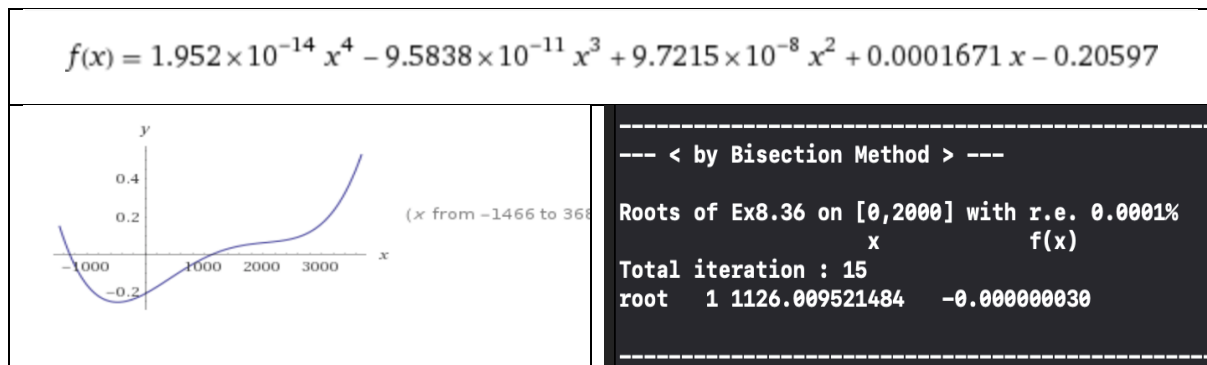 f(x) = 1.952×10⁻¹⁴ x⁴ − 9.5838×10⁻¹¹ x³ + 9.7215×10⁻⁸ x² + 0.0001671 x − 0.20597
y
0.4
0.2
(x from −1466 to 368
−1000
1000
2000
3000
x
−0.2
--- < by Bisection Method > ---
Roots of Ex8.36 on [0,2000] with r.e. 0.0001%
x f(x)
Total iteration : 15
root 1 1126.009521484 -0.000000030